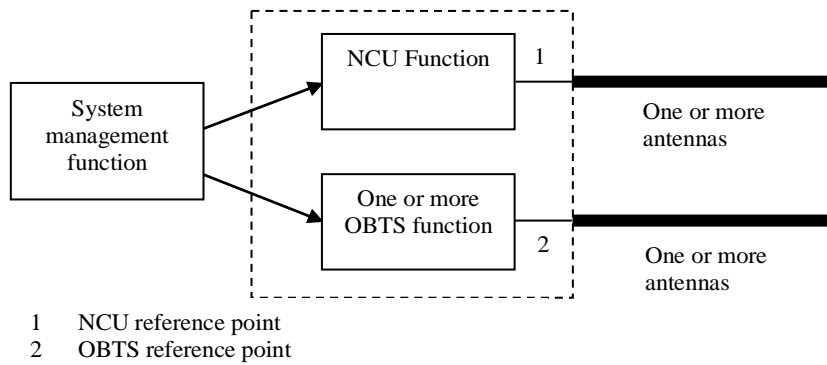 NCU Function
1
System
management
function
One or more
antennas
One or more
OBTS function
2
One or more
antennas
1 NCU reference point
2 OBTS reference point